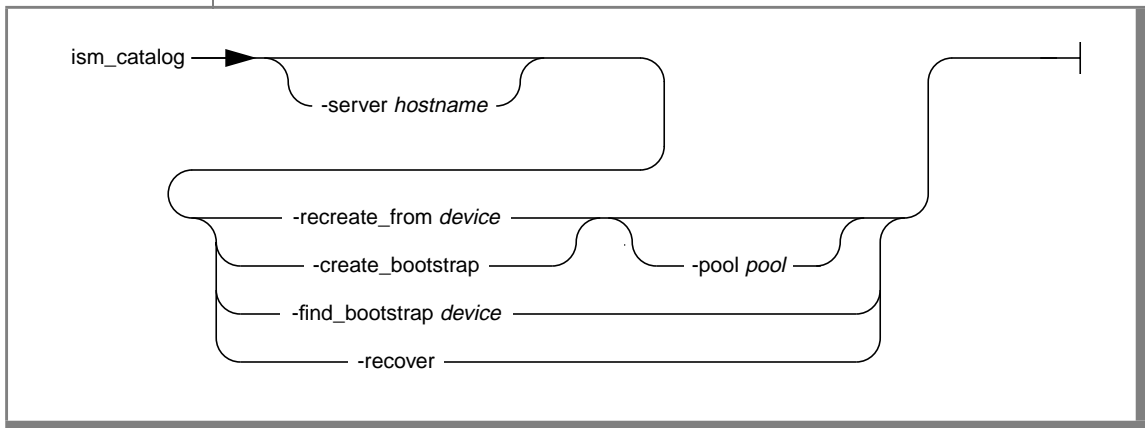 ism_catalog
-server hostname
-recreate_from device
-create_bootstrap
-pool pool
-find_bootstrap device
-recover